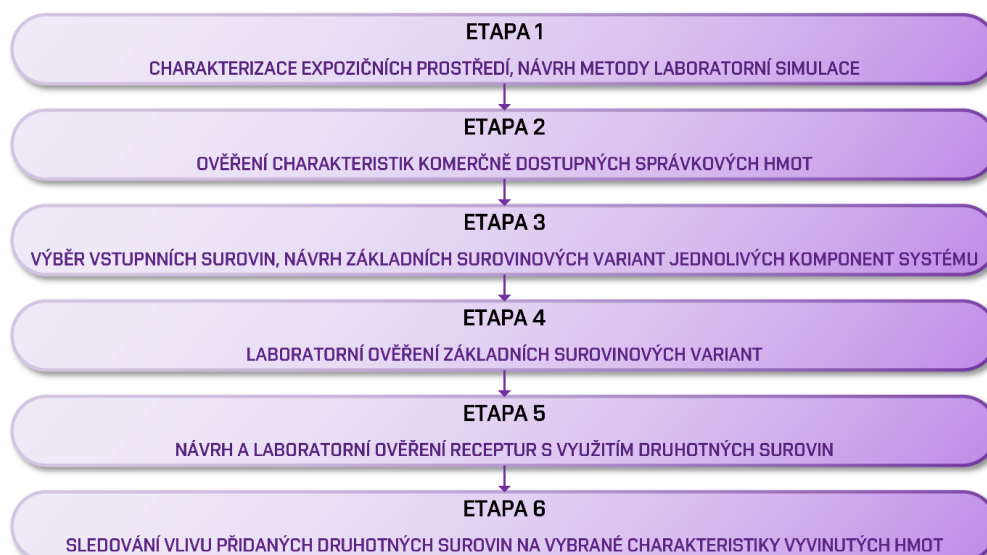 ETAPA 1
CHARAKTERIZACE EXPOZIČNÍCH PROSTŘEDÍ, NÁVRH METODY LABORATORNÍ SIMULACE
ETAPA 2
OVĚŘENÍ CHARAKTERISTIK KOMERČNĚ DOSTUPNÝCH SPRÁVKOVÝCH HMOT
ETAPA 3
VÝBĚR VSTUPNNÍCH SUROVIN, NÁVRH ZÁKLADNÍCH SUROVINOVÝCH VARIANT JEDNOLIVÝCH KOMPONENT SYSTÉMU
ETAPA 4
LABORATORNÍ OVĚŘENÍ ZÁKLADNÍCH SUROVINOVÝCH VARIANT
ETAPA 5
NÁVRH A LABORATORNÍ OVĚŘENÍ RECEPTUR S VYUŽITÍM DRUHOTNÝCH SUROVIN
ETAPA 6
SLEDOVÁNÍ VLIVU PŘIDANÝCH DRUHOTNÝCH SUROVIN NA VYBRANÉ CHARAKTERISTIKY VYVINUTÝCH HMOT